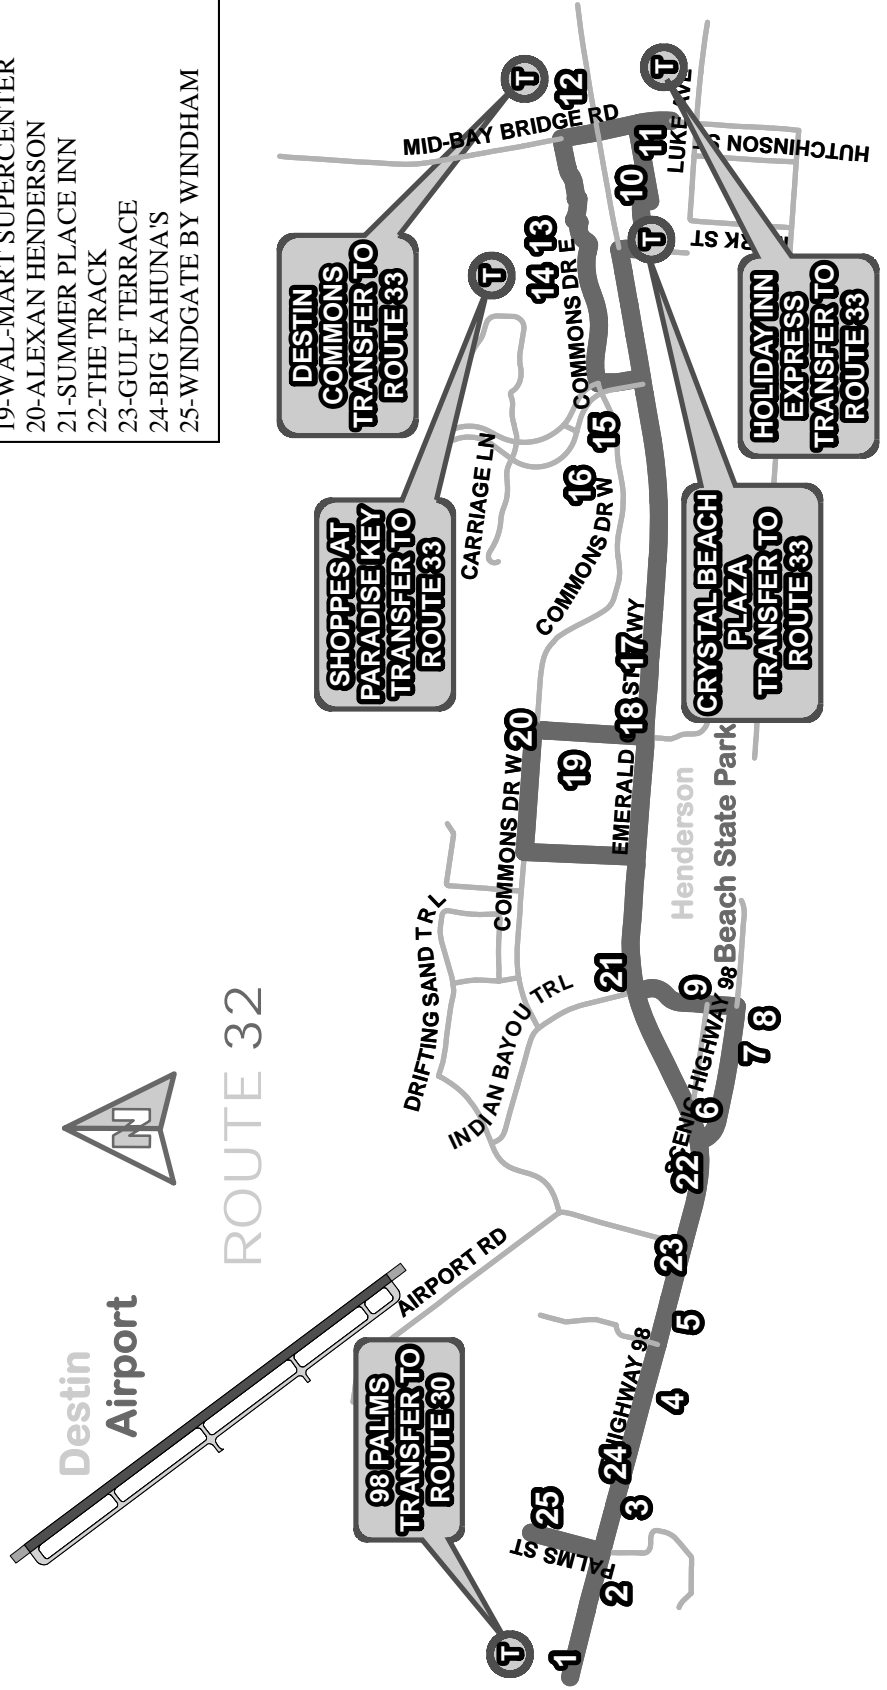 19-WAL-MART SUPERCENTER
20-ALEXAN HENDERSON
21-SUMMER PLACE INN
22-THE TRACK
23-GULF TERRACE
24-BIG KAHUNA'S
25-WINDGATE BY WINDHAM
Destin
Airport
N
ROUTE 32
98 PALMS
TRANSFER TO
ROUTE 30
SHOPPES AT
PARADISE KEY
TRANSFER TO
ROUTE 33
DESTIN
COMMONS
TRANSFER TO
ROUTE 33
CRYSTAL BEACH
PLAZA
TRANSFER TO
ROUTE 33
HOLIDAY INN
EXPRESS
TRANSFER TO
ROUTE 33
T
T
T
T
T
AIRPORT RD
DRIFTING SAND TRL
INDIAN BAYOU TRL
COMMONS DR W
COMMONS DR W
CARRIAGE LN
COMMONS DR E
MID-BAY BRIDGE RD
HUTCHINSON ST
PALMS ST
HIGHWAY 98
SCENIC HIGHWAY 98
EMERALD
Henderson
Beach State Park
1
2
3
4
5
6
7
8
9
10
11
12
13
14
15
16
17
18
19
20
21
22
23
24
25